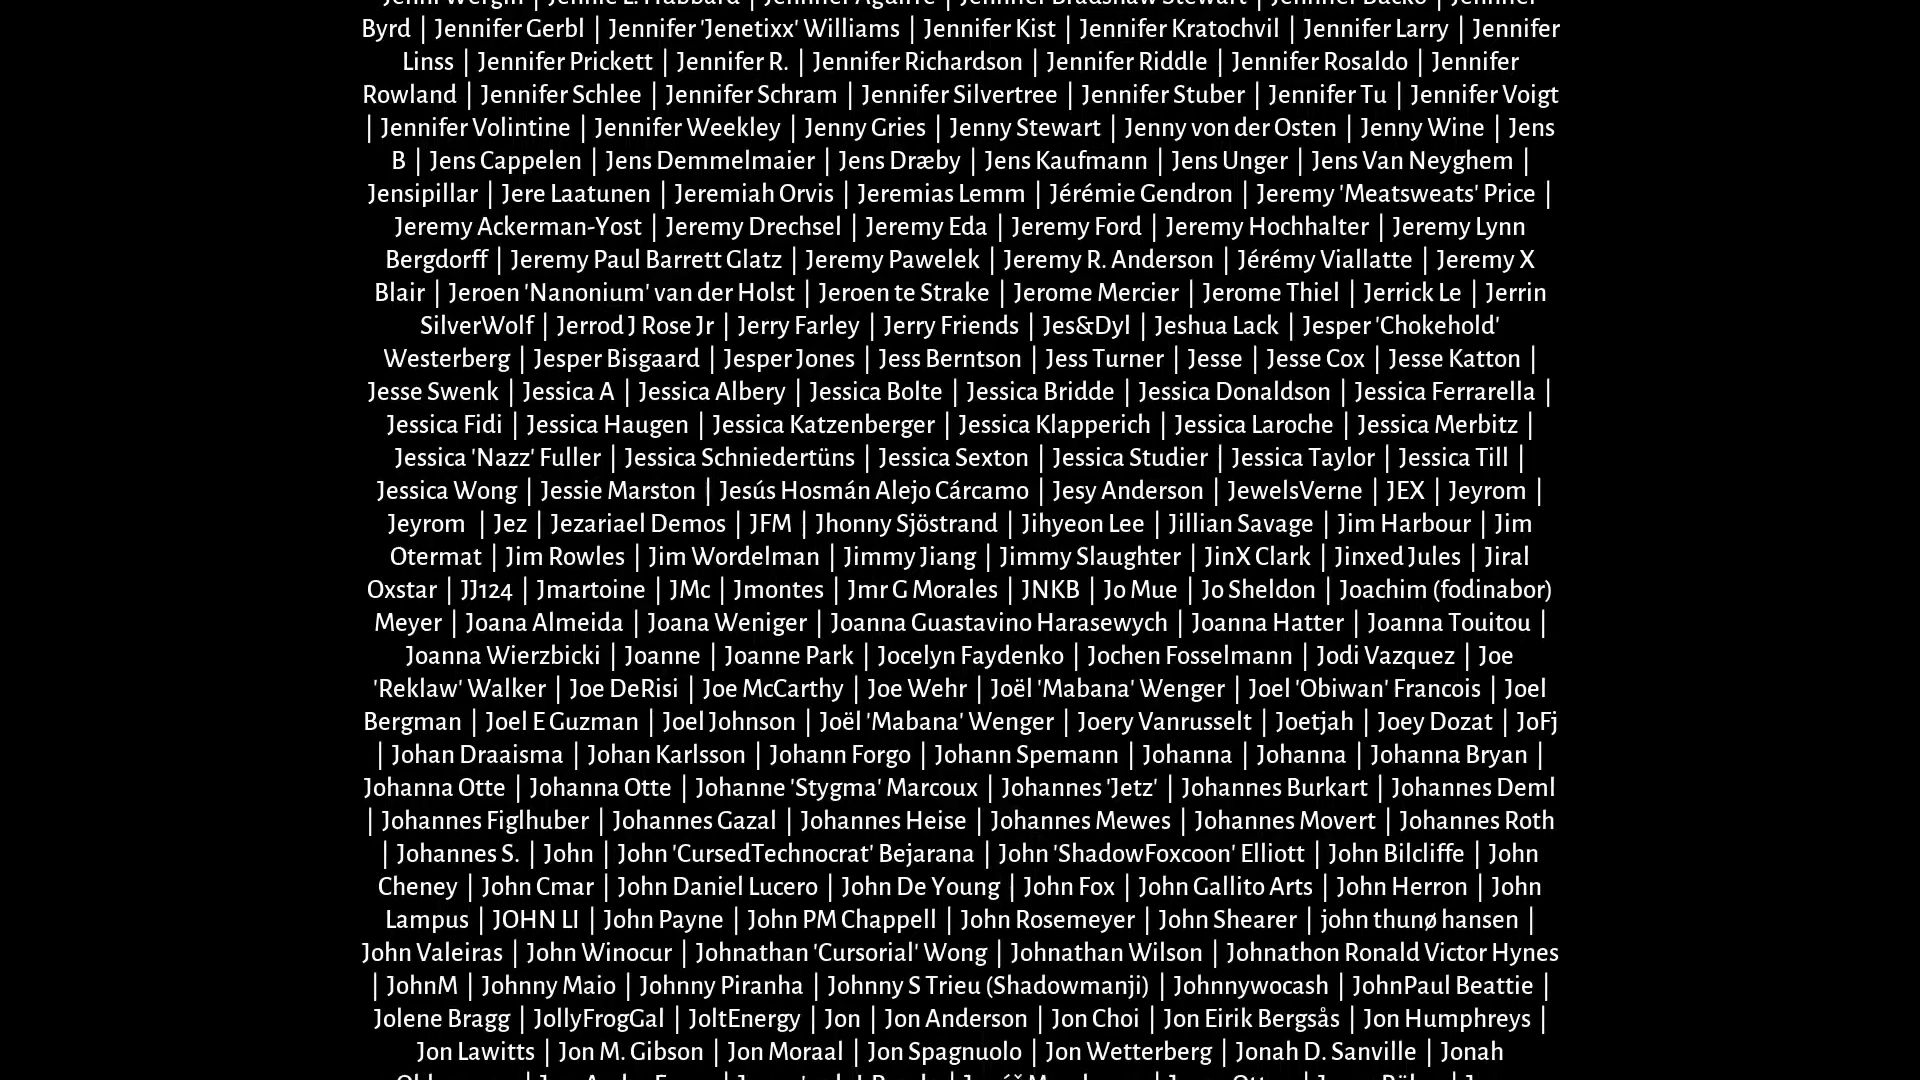 Byrd | Jennifer Gerbl | Jennifer 'Jenetixx' Williams | Jennifer Kist | Jennifer Kratochvil | Jennifer Larry | Jennifer
Linss | Jennifer Prickett | Jennifer R. | Jennifer Richardson | Jennifer Riddle | Jennifer Rosaldo | Jennifer
Rowland | Jennifer Schlee | Jennifer Schram | Jennifer Silvertree | Jennifer Stuber | Jennifer Tu | Jennifer Voigt
| Jennifer Volintine | Jennifer Weekley | Jenny Gries | Jenny Stewart | Jenny von der Osten | Jenny Wine | Jens
B | Jens Cappelen | Jens Demmelmaier | Jens Dræby | Jens Kaufmann | Jens Unger | Jens Van Neyghem |
Jensipillar | Jere Laatunen | Jeremiah Orvis | Jeremias Lemm | Jérémie Gendron | Jeremy 'Meatsweats' Price |
Jeremy Ackerman-Yost | Jeremy Drechsel | Jeremy Eda | Jeremy Ford | Jeremy Hochhalter | Jeremy Lynn
Bergdorff | Jeremy Paul Barrett Glatz | Jeremy Pawelek | Jeremy R. Anderson | Jérémy Viallatte | Jeremy X
Blair | Jeroen 'Nanonium' van der Holst | Jeroen te Strake | Jerome Mercier | Jerome Thiel | Jerrick Le | Jerrin
SilverWolf | Jerrod J Rose Jr | Jerry Farley | Jerry Friends | Jes&Dyl | Jeshua Lack | Jesper 'Chokehold'
Westerberg | Jesper Bisgaard | Jesper Jones | Jess Berntson | Jess Turner | Jesse | Jesse Cox | Jesse Katton |
Jesse Swenk | Jessica A | Jessica Albery | Jessica Bolte | Jessica Bridde | Jessica Donaldson | Jessica Ferrarella |
Jessica Fidi | Jessica Haugen | Jessica Katzenberger | Jessica Klapperich | Jessica Laroche | Jessica Merbitz |
Jessica 'Nazz' Fuller | Jessica Schniedertüns | Jessica Sexton | Jessica Studier | Jessica Taylor | Jessica Till |
Jessica Wong | Jessie Marston | Jesús Hosmán Alejo Cárcamo | Jesy Anderson | JewelsVerne | JEX | Jeyrom |
Jeyrom | Jez | Jezariael Demos | JFM | Jhonny Sjöstrand | Jihyeon Lee | Jillian Savage | Jim Harbour | Jim
Otermat | Jim Rowles | Jim Wordelman | Jimmy Jiang | Jimmy Slaughter | JinX Clark | Jinxed Jules | Jiral
Oxstar | JJ124 | Jmartoine | JMc | Jmontes | Jmr G Morales | JNKB | Jo Mue | Jo Sheldon | Joachim (fodinabor)
Meyer | Joana Almeida | Joana Weniger | Joanna Guastavino Harasewych | Joanna Hatter | Joanna Touitou |
Joanna Wierzbicki | Joanne | Joanne Park | Jocelyn Faydenko | Jochen Fosselmann | Jodi Vazquez | Joe
'Reklaw' Walker | Joe DeRisi | Joe McCarthy | Joe Wehr | Joël 'Mabana' Wenger | Joel 'Obiwan' Francois | Joel
Bergman | Joel E Guzman | Joel Johnson | Joël 'Mabana' Wenger | Joery Vanrusselt | Joetjah | Joey Dozat | JoFj
| Johan Draaisma | Johan Karlsson | Johann Forgo | Johann Spemann | Johanna | Johanna | Johanna Bryan |
Johanna Otte | Johanna Otte | Johanne 'Stygma' Marcoux | Johannes 'Jetz' | Johannes Burkart | Johannes Deml
| Johannes Figlhuber | Johannes Gazal | Johannes Heise | Johannes Mewes | Johannes Movert | Johannes Roth
| Johannes S. | John | John 'CursedTechnocrat' Bejarana | John 'ShadowFoxcoon' Elliott | John Bilcliffe | John
Cheney | John Cmar | John Daniel Lucero | John De Young | John Fox | John Gallito Arts | John Herron | John
Lampus | JOHN LI | John Payne | John PM Chappell | John Rosemeyer | John Shearer | john thunø hansen |
John Valeiras | John Winocur | Johnathan 'Cursorial' Wong | Johnathan Wilson | Johnathon Ronald Victor Hynes
| JohnM | Johnny Maio | Johnny Piranha | Johnny S Trieu (Shadowmanji) | Johnnywocash | JohnPaul Beattie |
Jolene Bragg | JollyFrogGal | JoltEnergy | Jon | Jon Anderson | Jon Choi | Jon Eirik Bergsås | Jon Humphreys |
Jon Lawitts | Jon M. Gibson | Jon Moraal | Jon Spagnuolo | Jon Wetterberg | Jonah D. Sanville | Jonah